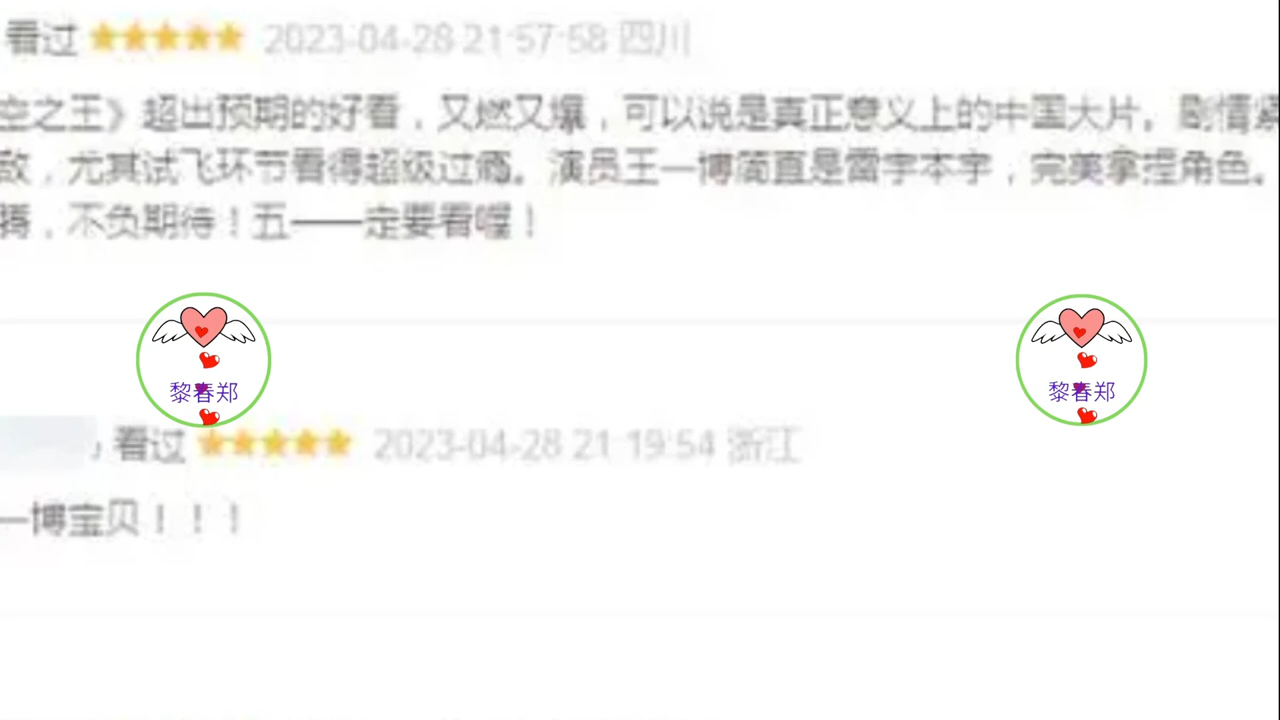 看过 2023-04-28 21:57:58 四川
空之王》超出预期的好看，又燃又爆，可以说是真正意义上的中国大片。剧情紧
敌，尤其试飞环节看得超级过瘾。演员王一博简直是雷宇本宇，完美拿捏角色。
腾，不负期待！五一一定要看喔！
黎春郑
黎春郑
看过 2023-04-28 21:19:54 浙江
一博宝贝！！！